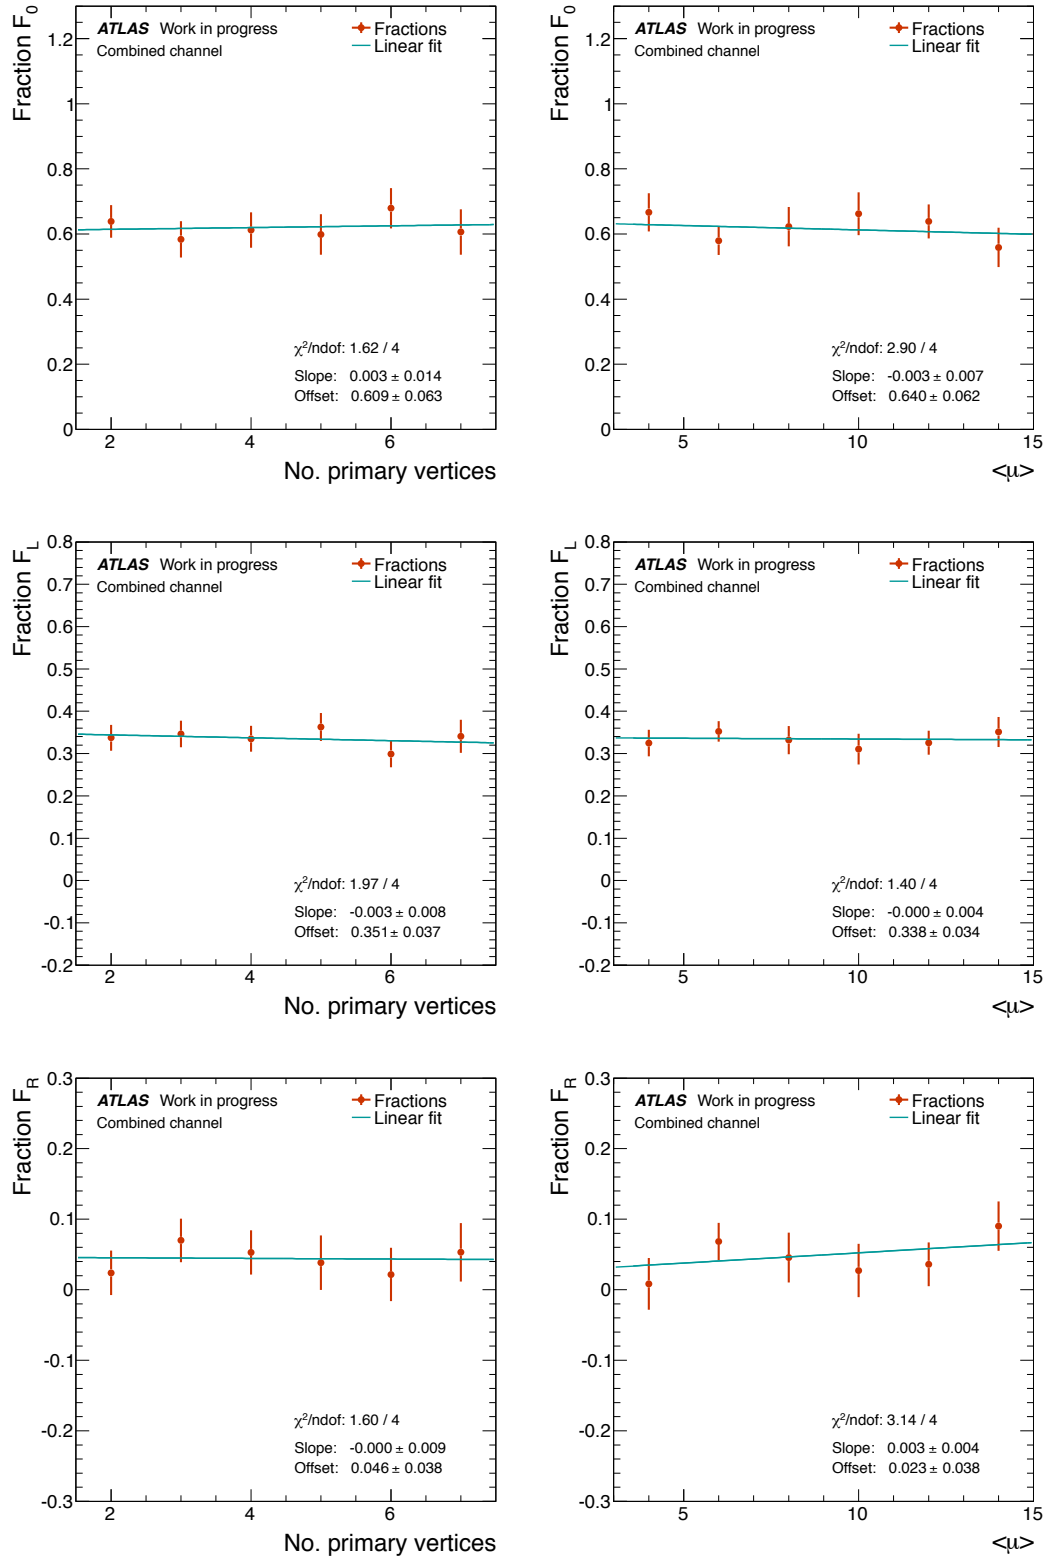 Fraction F0
ATLAS Work in progress
Combined channel
Fractions
Linear fit
1.2
1
0.8
0.6
0.4
0.2
0
χ2/ndof: 1.62 / 4
Slope: 0.003 ± 0.014
Offset: 0.609 ± 0.063
2 4 6
No. primary vertices
Fraction F0
ATLAS Work in progress
Combined channel
Fractions
Linear fit
1.2
1
0.8
0.6
0.4
0.2
0
χ2/ndof: 2.90 / 4
Slope: -0.003 ± 0.007
Offset: 0.640 ± 0.062
5 10 15
<μ>
Fraction FL
ATLAS Work in progress
Combined channel
Fractions
Linear fit
0.8
0.7
0.6
0.5
0.4
0.3
0.2
0.1
0
-0.1
-0.2
χ2/ndof: 1.97 / 4
Slope: -0.003 ± 0.008
Offset: 0.351 ± 0.037
2 4 6
No. primary vertices
Fraction FL
ATLAS Work in progress
Combined channel
Fractions
Linear fit
0.8
0.7
0.6
0.5
0.4
0.3
0.2
0.1
0
-0.1
-0.2
χ2/ndof: 1.40 / 4
Slope: -0.000 ± 0.004
Offset: 0.338 ± 0.034
5 10 15
<μ>
Fraction FR
ATLAS Work in progress
Combined channel
Fractions
Linear fit
0.3
0.2
0.1
0
-0.1
-0.2
-0.3
χ2/ndof: 1.60 / 4
Slope: -0.000 ± 0.009
Offset: 0.046 ± 0.038
2 4 6
No. primary vertices
Fraction FR
ATLAS Work in progress
Combined channel
Fractions
Linear fit
0.3
0.2
0.1
0
-0.1
-0.2
-0.3
χ2/ndof: 3.14 / 4
Slope: 0.003 ± 0.004
Offset: 0.023 ± 0.038
5 10 15
<μ>